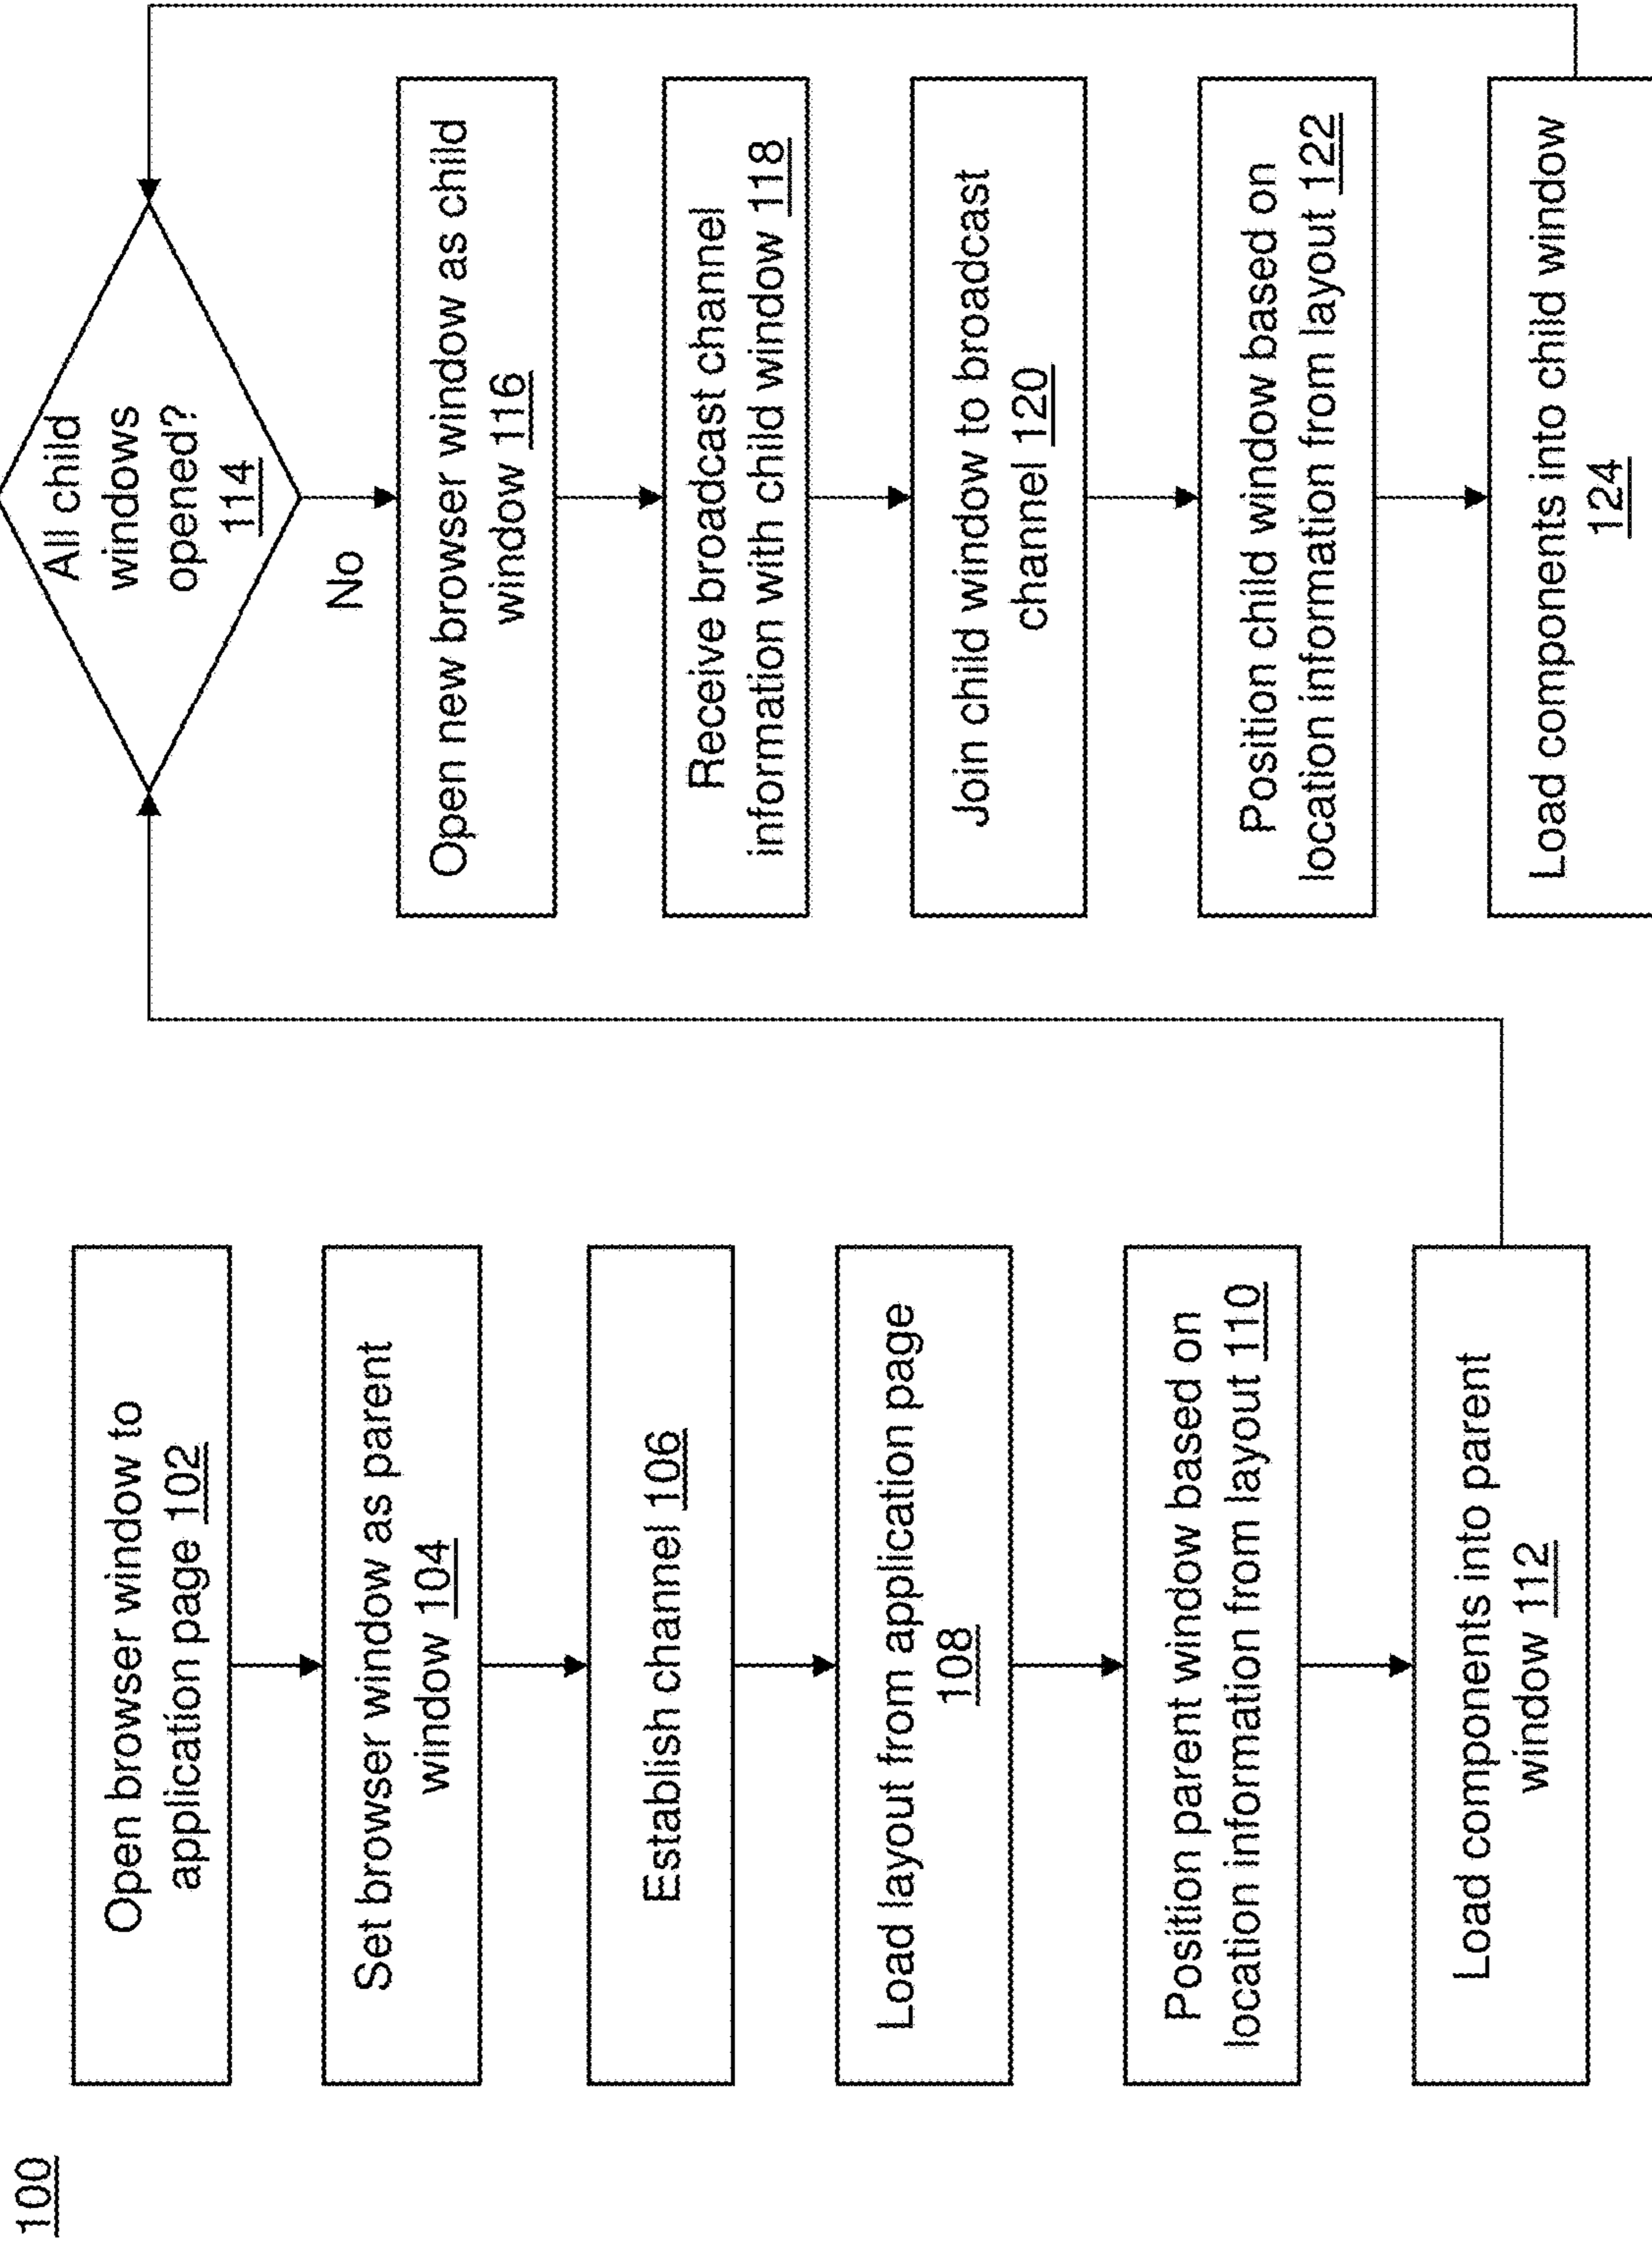 100
Open browser window to
application page 102
Set browser window as parent
window 104
Establish channel 106
Load layout from application page
108
Position parent window based on
location information from layout 110
Load components into parent
window 112
All child
windows
opened?
114
No
Open new browser window as child
window 116
Receive broadcast channel
information with child window 118
Join child window to broadcast
channel 120
Position child window based on
location information from layout 122
Load components into child window
124